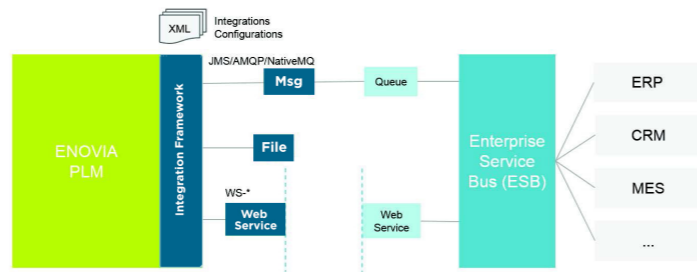 XML
Integrations
Configurations
JMS/AMQP/NativeMQ
Msg
Queue
ERP
ENOVIA
PLM
Integration Framework
File
Enterprise
Service
Bus (ESB)
CRM
MES
WS-*
Web
Service
Web
Service
...